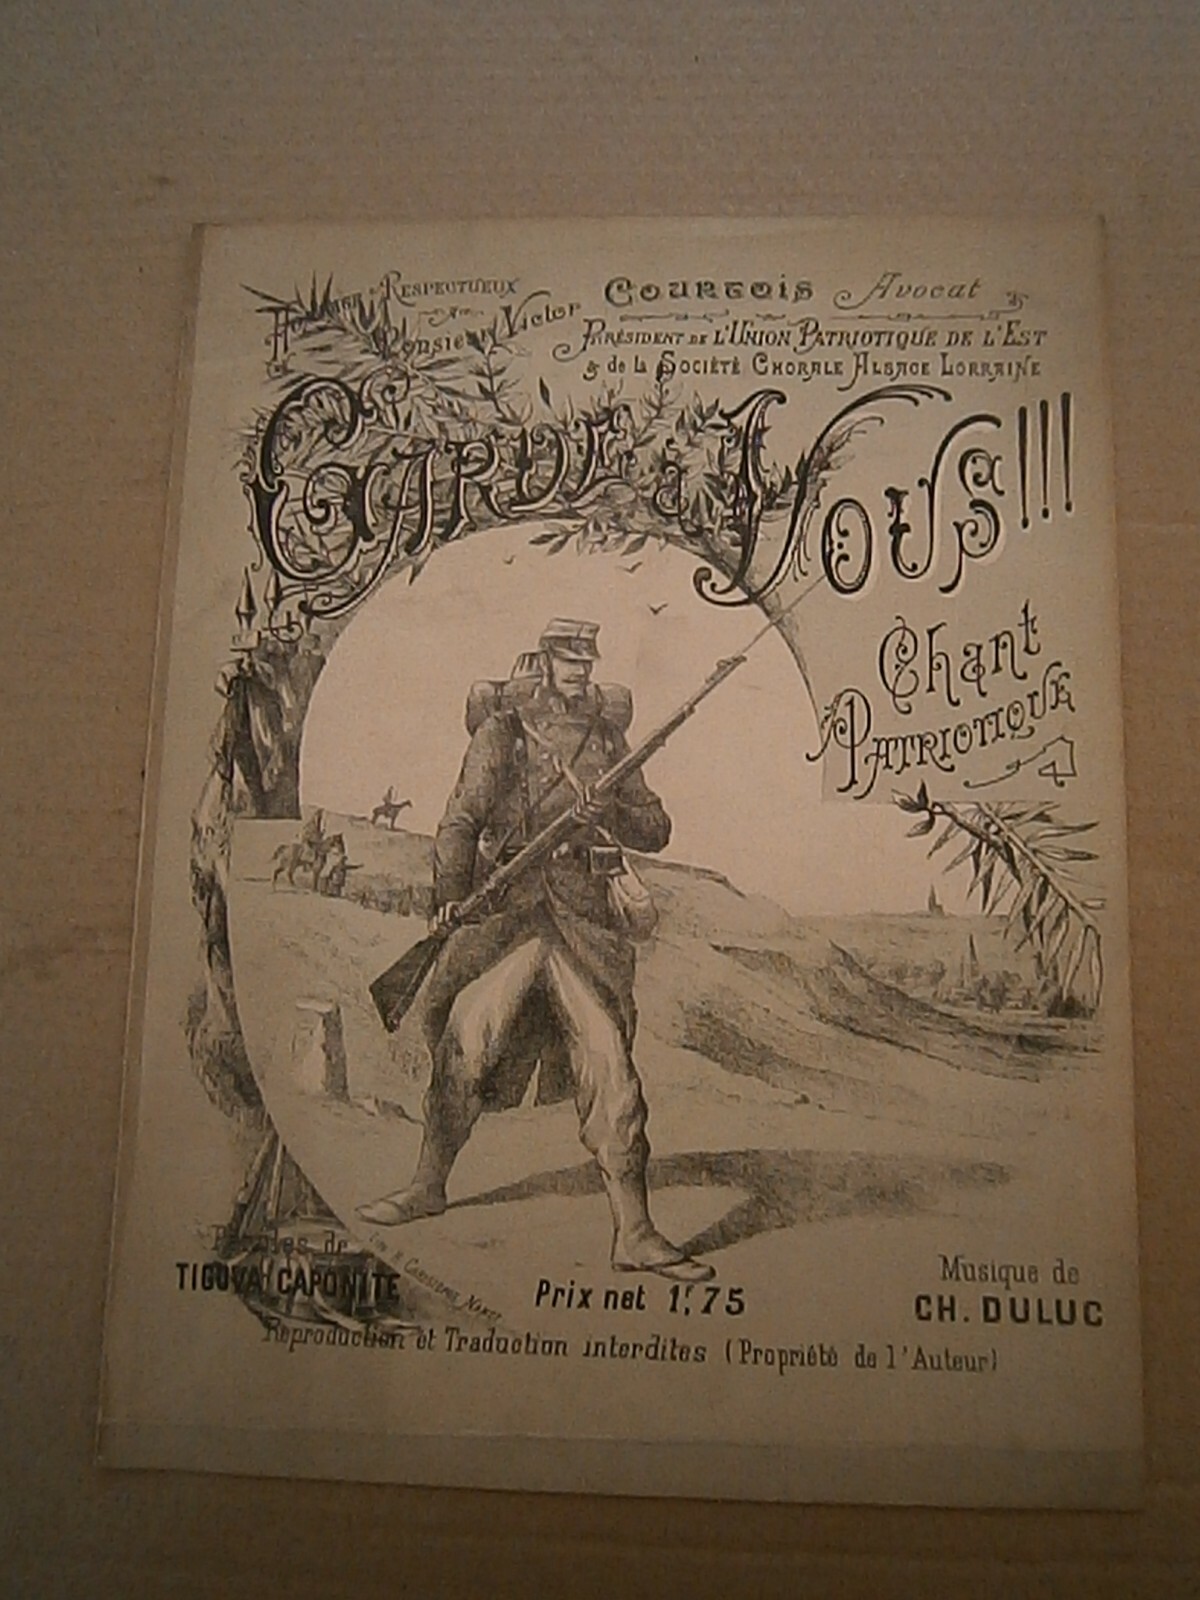 Hommage Respectueux
A
Monsieur Victor Courtois Avocat
Président de l'Union Patriotique de l'Est
& de la Société Chorale Alsace Lorraine
Garde à Vous!!!
Chant
Patriotique
Paroles de
TIGOVA CAPONITE
Prix net 1f,75
Musique de
CH. DULUC
Reproduction et Traduction interdites (Propriété de l'Auteur)